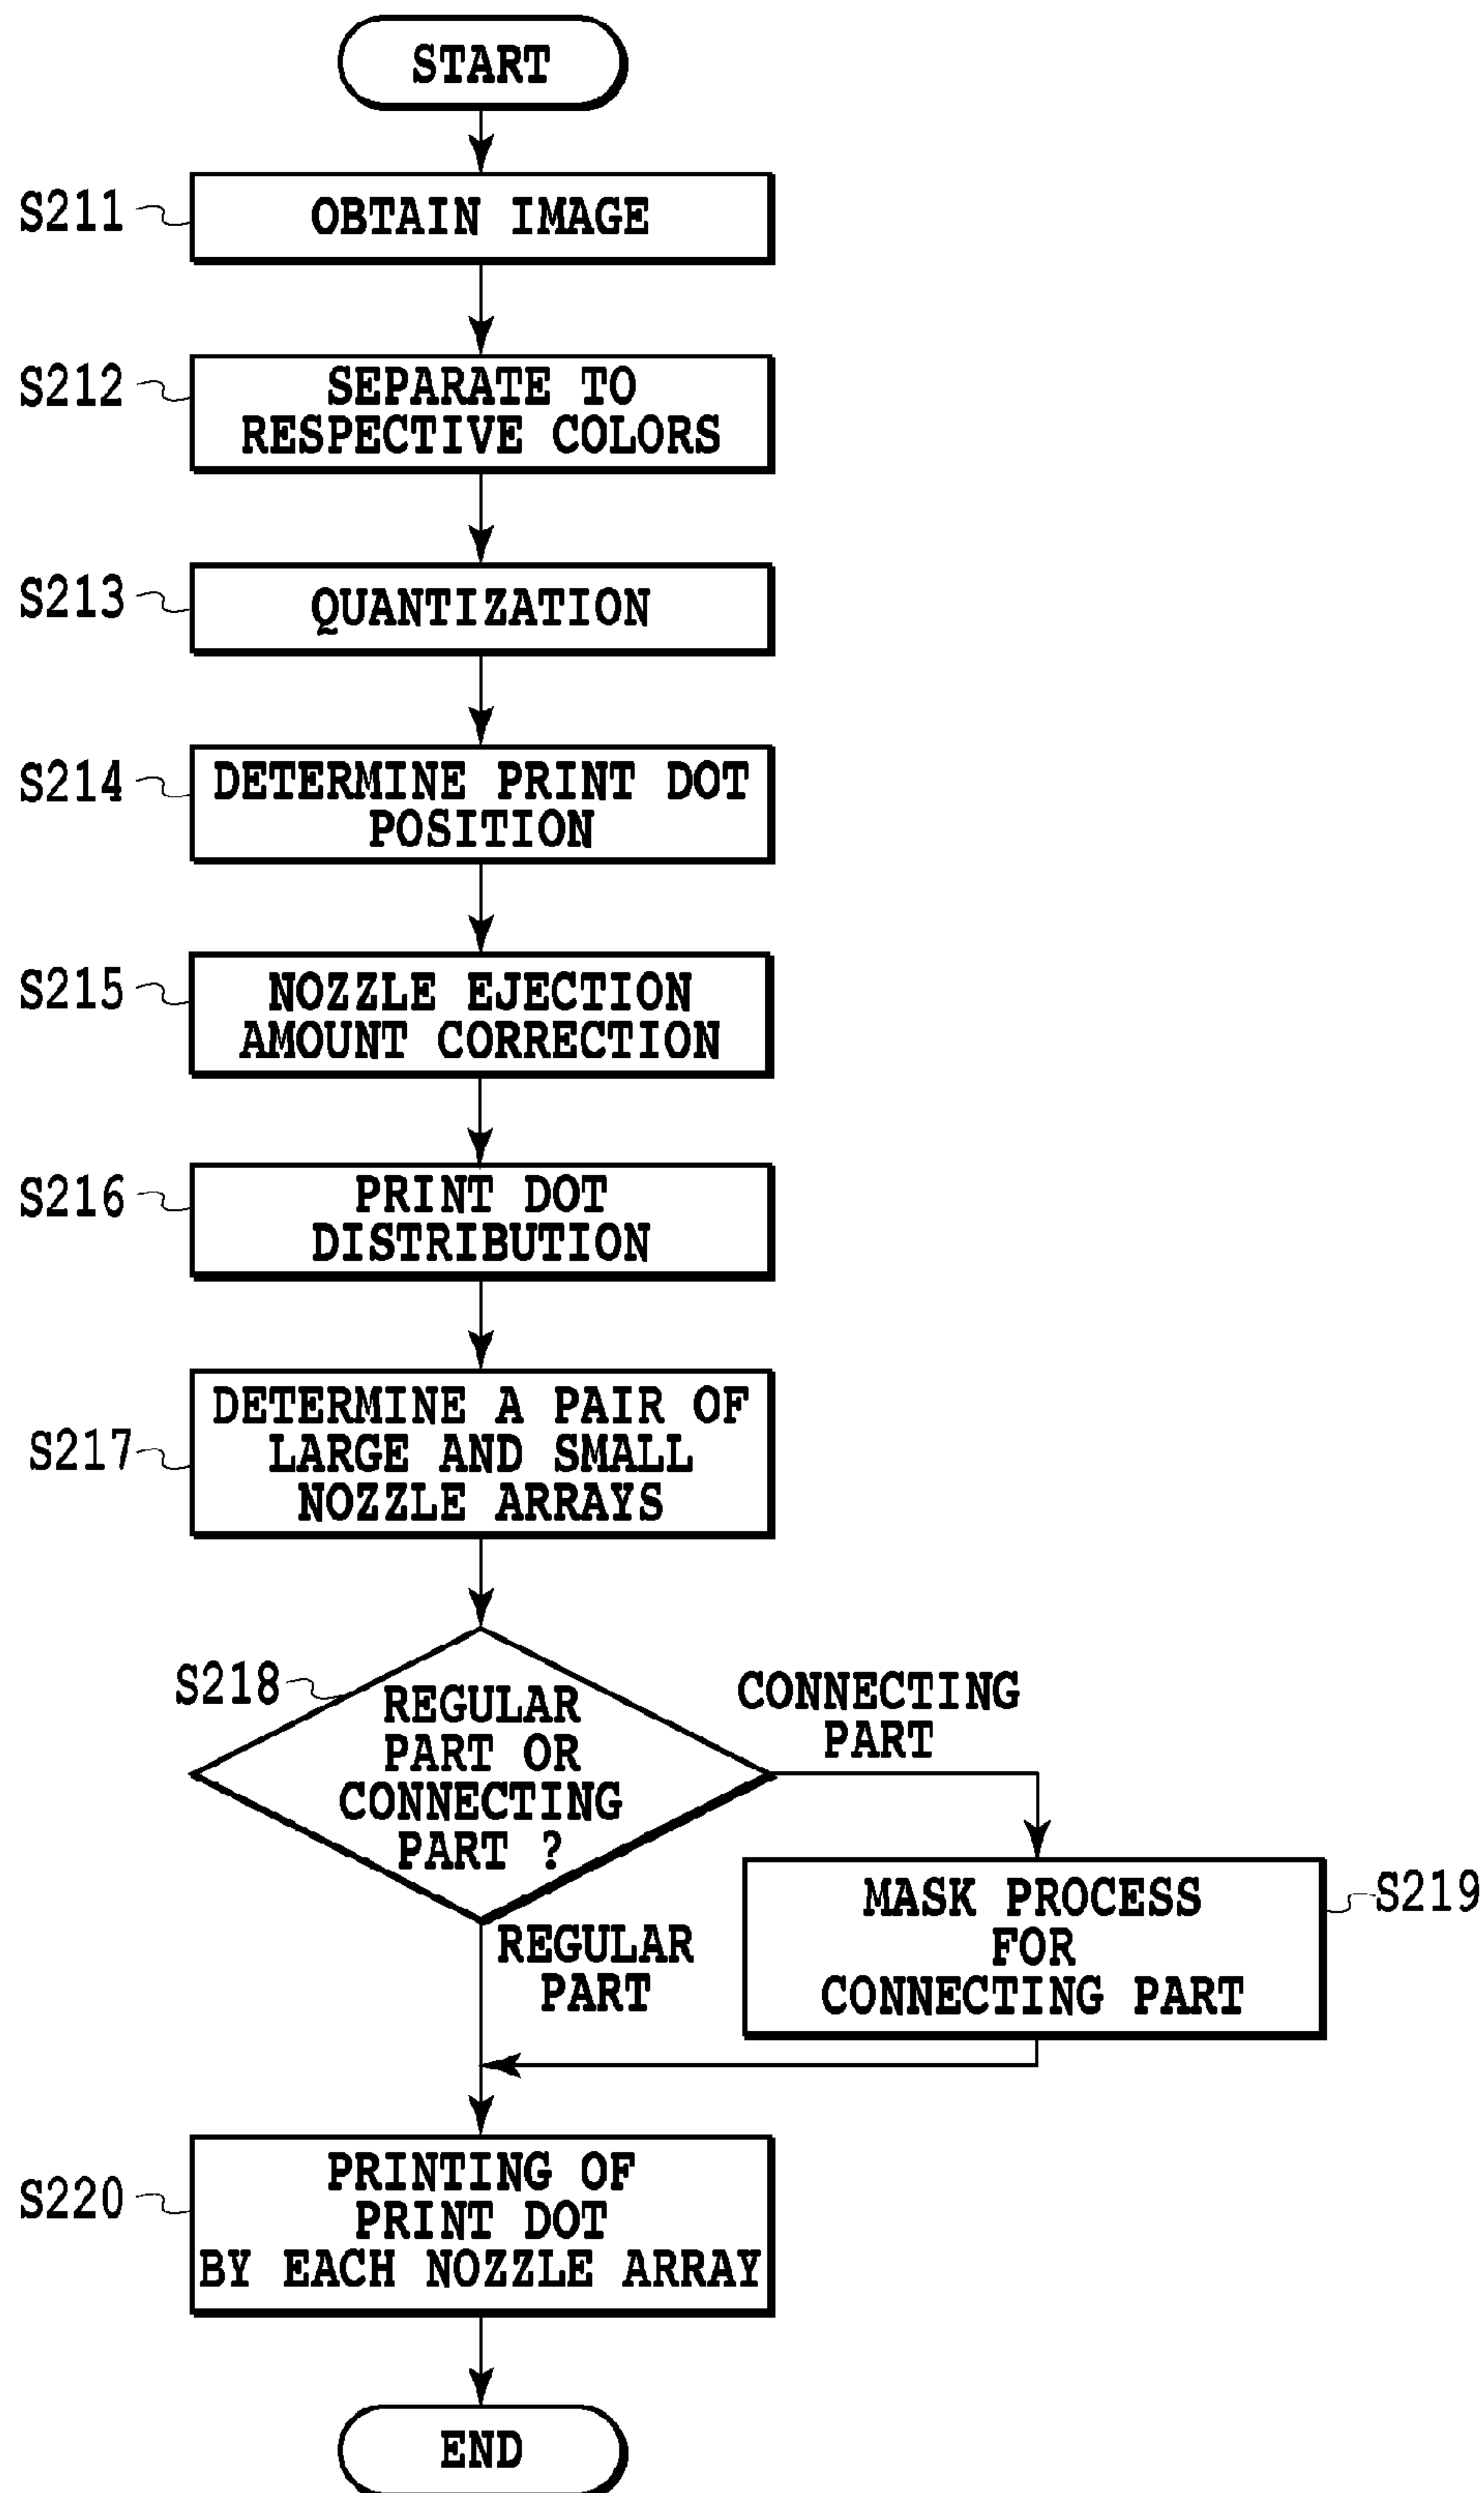 START
S211
OBTAIN IMAGE
S212
SEPARATE TO
RESPECTIVE COLORS
S213
QUANTIZATION
S214
DETERMINE PRINT DOT
POSITION
S215
NOZZLE EJECTION
AMOUNT CORRECTION
S216
PRINT DOT
DISTRIBUTION
S217
DETERMINE A PAIR OF
LARGE AND SMALL
NOZZLE ARRAYS
S218
REGULAR
PART OR
CONNECTING
PART ?
CONNECTING
PART
REGULAR
PART
MASK PROCESS
FOR
CONNECTING PART
S219
S220
PRINTING OF
PRINT DOT
BY EACH NOZZLE ARRAY
END